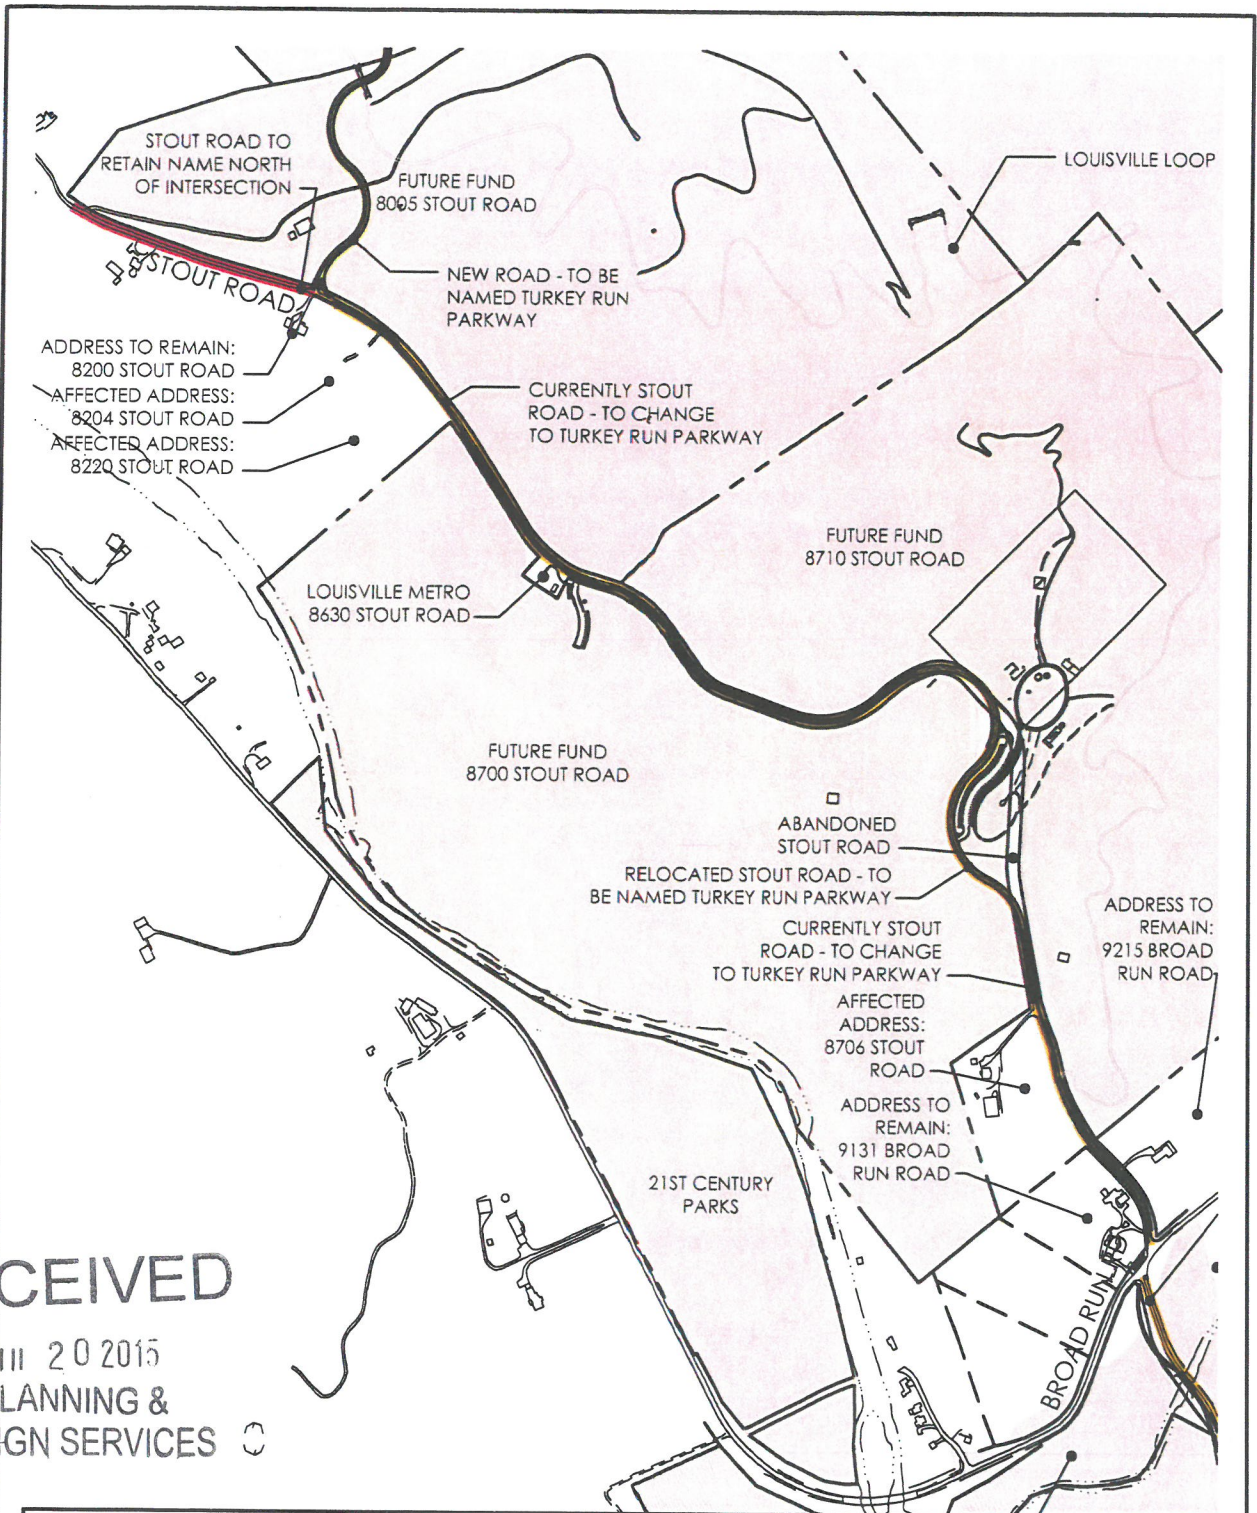 STOUT ROAD TO
RETAIN NAME NORTH
OF INTERSECTION
FUTURE FUND
8005 STOUT ROAD
LOUISVILLE LOOP
STOUT ROAD
NEW ROAD - TO BE
NAMED TURKEY RUN
PARKWAY
ADDRESS TO REMAIN:
8200 STOUT ROAD
AFFECTED ADDRESS:
8204 STOUT ROAD
AFFECTED ADDRESS:
8220 STOUT ROAD
CURRENTLY STOUT
ROAD - TO CHANGE
TO TURKEY RUN PARKWAY
FUTURE FUND
8710 STOUT ROAD
LOUISVILLE METRO
8630 STOUT ROAD
FUTURE FUND
8700 STOUT ROAD
ABANDONED
STOUT ROAD
RELOCATED STOUT ROAD - TO
BE NAMED TURKEY RUN PARKWAY
CURRENTLY STOUT
ROAD - TO CHANGE
TO TURKEY RUN PARKWAY
ADDRESS TO
REMAIN:
9215 BROAD
RUN ROAD
AFFECTED
ADDRESS:
8706 STOUT
ROAD
ADDRESS TO
REMAIN:
9131 BROAD
RUN ROAD
21ST CENTURY
PARKS
BROAD RUN
CEIVED
20 2015
LANNING &
GN SERVICES